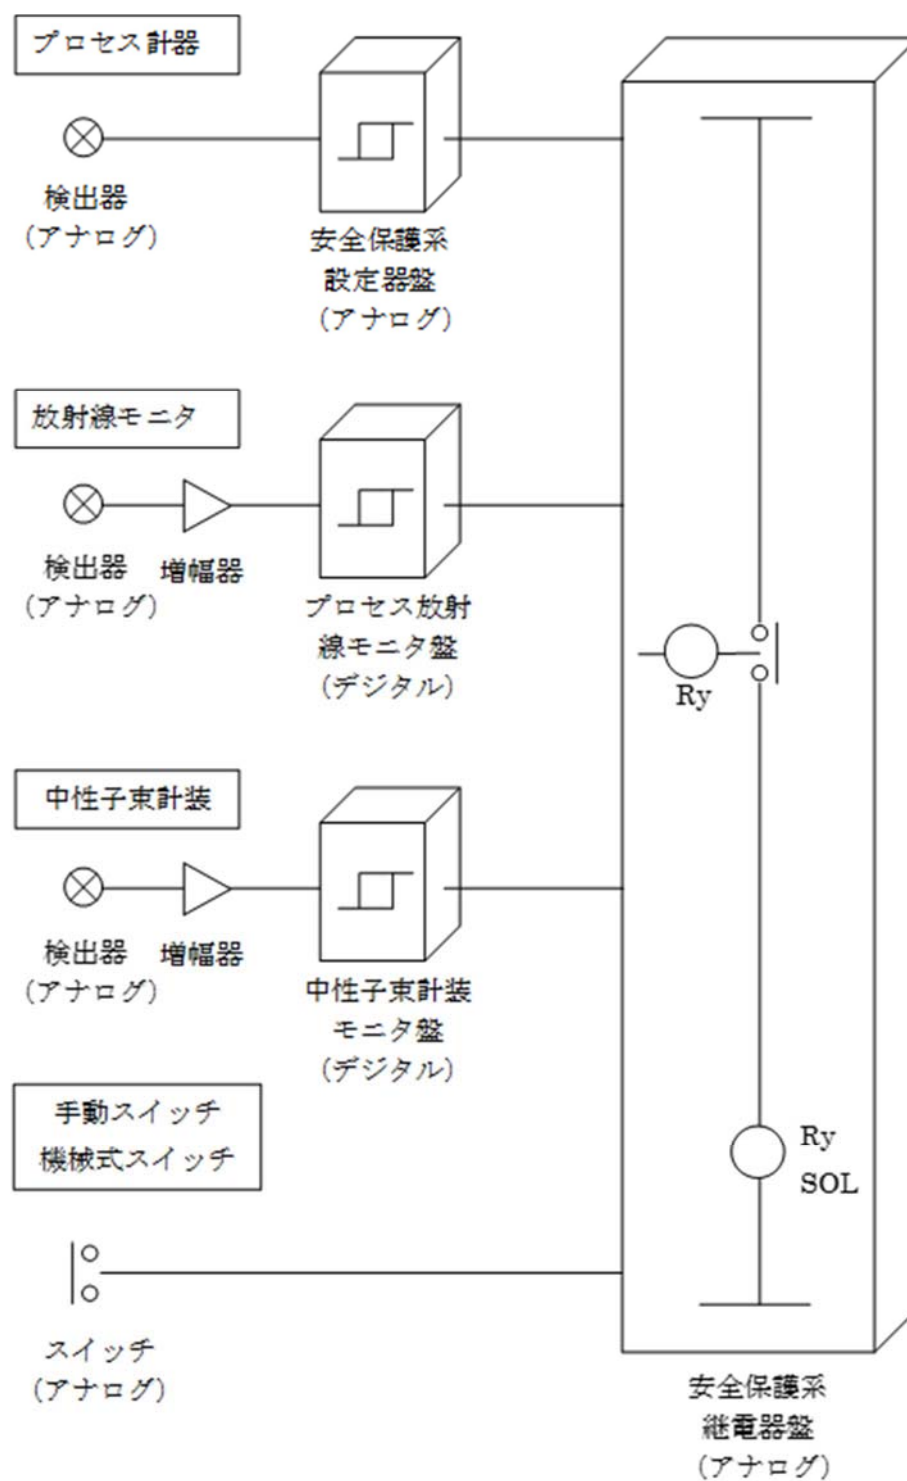 プロセス計器
検出器
(アナログ)
安全保護系
設定器盤
(アナログ)
放射線モニタ
検出器
(アナログ)
増幅器
プロセス放射
線モニタ盤
(デジタル)
Ry
中性子束計装
検出器
(アナログ)
増幅器
中性子束計装
モニタ盤
(デジタル)
手動スイッチ
機械式スイッチ
Ry
SOL
スイッチ
(アナログ)
安全保護系
継電器盤
(アナログ)